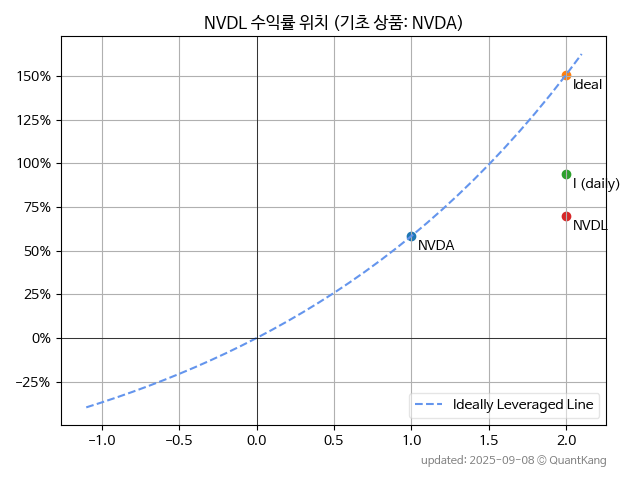 NVDL 수익률 위치 (기초 상품: NVDA)
150%
125%
100%
75%
50%
25%
0%
−25%
Ideal
I (daily)
NVDL
NVDA
Ideally Leveraged Line
−1.0 −0.5 0.0 0.5 1.0 1.5 2.0
updated: 2025-09-08 © QuantKang